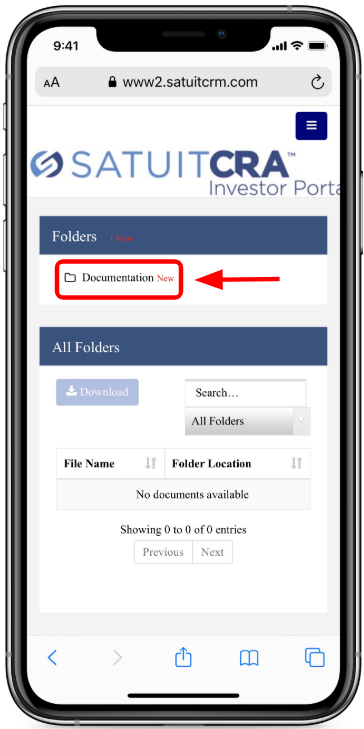 9:41
AA www2.satuitcrm.com
SATUITCRA™
Investor Porta
Folders 1 New
Documentation New
All Folders
Download
Search...
All Folders
File Name Folder Location
No documents available
Showing 0 to 0 of 0 entries
Previous Next